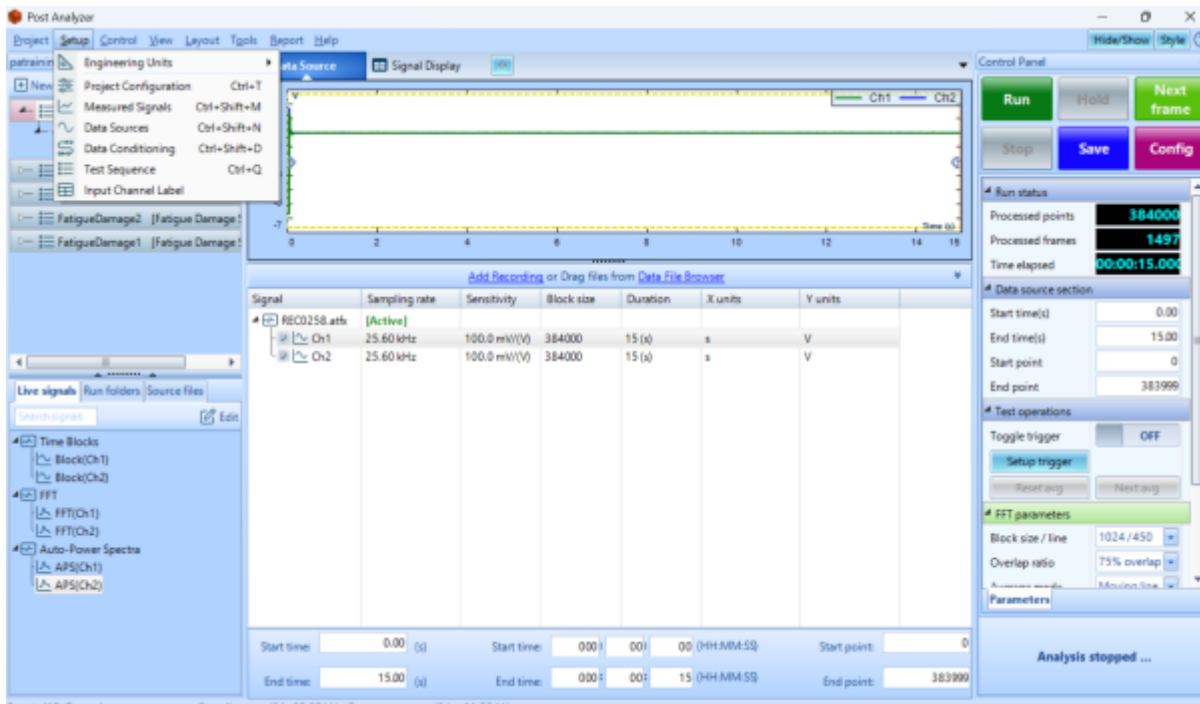 Post Analyzer
Project Setup Control View Layout Tools Report Help
Hide/Show Style
patrainin
New
Engineering Units
Project Configuration Ctrl+T
Measured Signals Ctrl+Shift+M
Data Sources Ctrl+Shift+N
Data Conditioning Ctrl+Shift+D
Test Sequence Ctrl+Q
Input Channel Label
FatigueDamage2 [Fatigue Damage S
FatigueDamage1 [Fatigue Damage S
Live signals Run folders Source files
Search signals Edit
Time Blocks
Block(Ch1)
Block(Ch2)
FFT
FFT(Ch1)
FFT(Ch2)
Auto-Power Spectra
APS(Ch1)
APS(Ch2)
ata Source Signal Display
V Ch1 Ch2
-7 Time (s)
0 2 4 6 8 10 12 14 15
Add Recording or Drag files from Data File Browser
Signal Sampling rate Sensitivity Block size Duration X units Y units
REC0258.atfx [Active]
Ch1 25.60 kHz 100.0 mV/(V) 384000 15 (s) s V
Ch2 25.60 kHz 100.0 mV/(V) 384000 15 (s) s V
Start time: 0.00 (s) Start time: 000 : 00 : 00 (HH:MM:SS) Start point: 0
End time: 15.00 (s) End time: 000 : 00 : 15 (HH:MM:SS) End point: 383999
Control Panel
Run Hold Next frame
Stop Save Config
Run status
Processed points 384000
Processed frames 1497
Time elapsed 00:00:15.000
Data source section
Start time(s) 0.00
End time(s) 15.00
Start point 0
End point 383999
Test operations
Toggle trigger OFF
Setup trigger
Reset avg Next avg
FFT parameters
Block size / line 1024/450
Overlap ratio 75% overlap
Average mode Moving line
Parameters
Analysis stopped ...